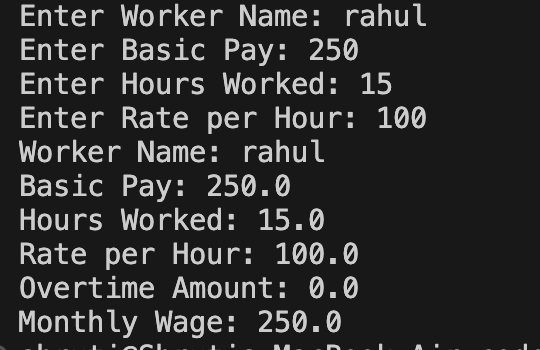 Enter Worker Name: rahul
Enter Basic Pay: 250
Enter Hours Worked: 15
Enter Rate per Hour: 100
Worker Name: rahul
Basic Pay: 250.0
Hours Worked: 15.0
Rate per Hour: 100.0
Overtime Amount: 0.0
Monthly Wage: 250.0